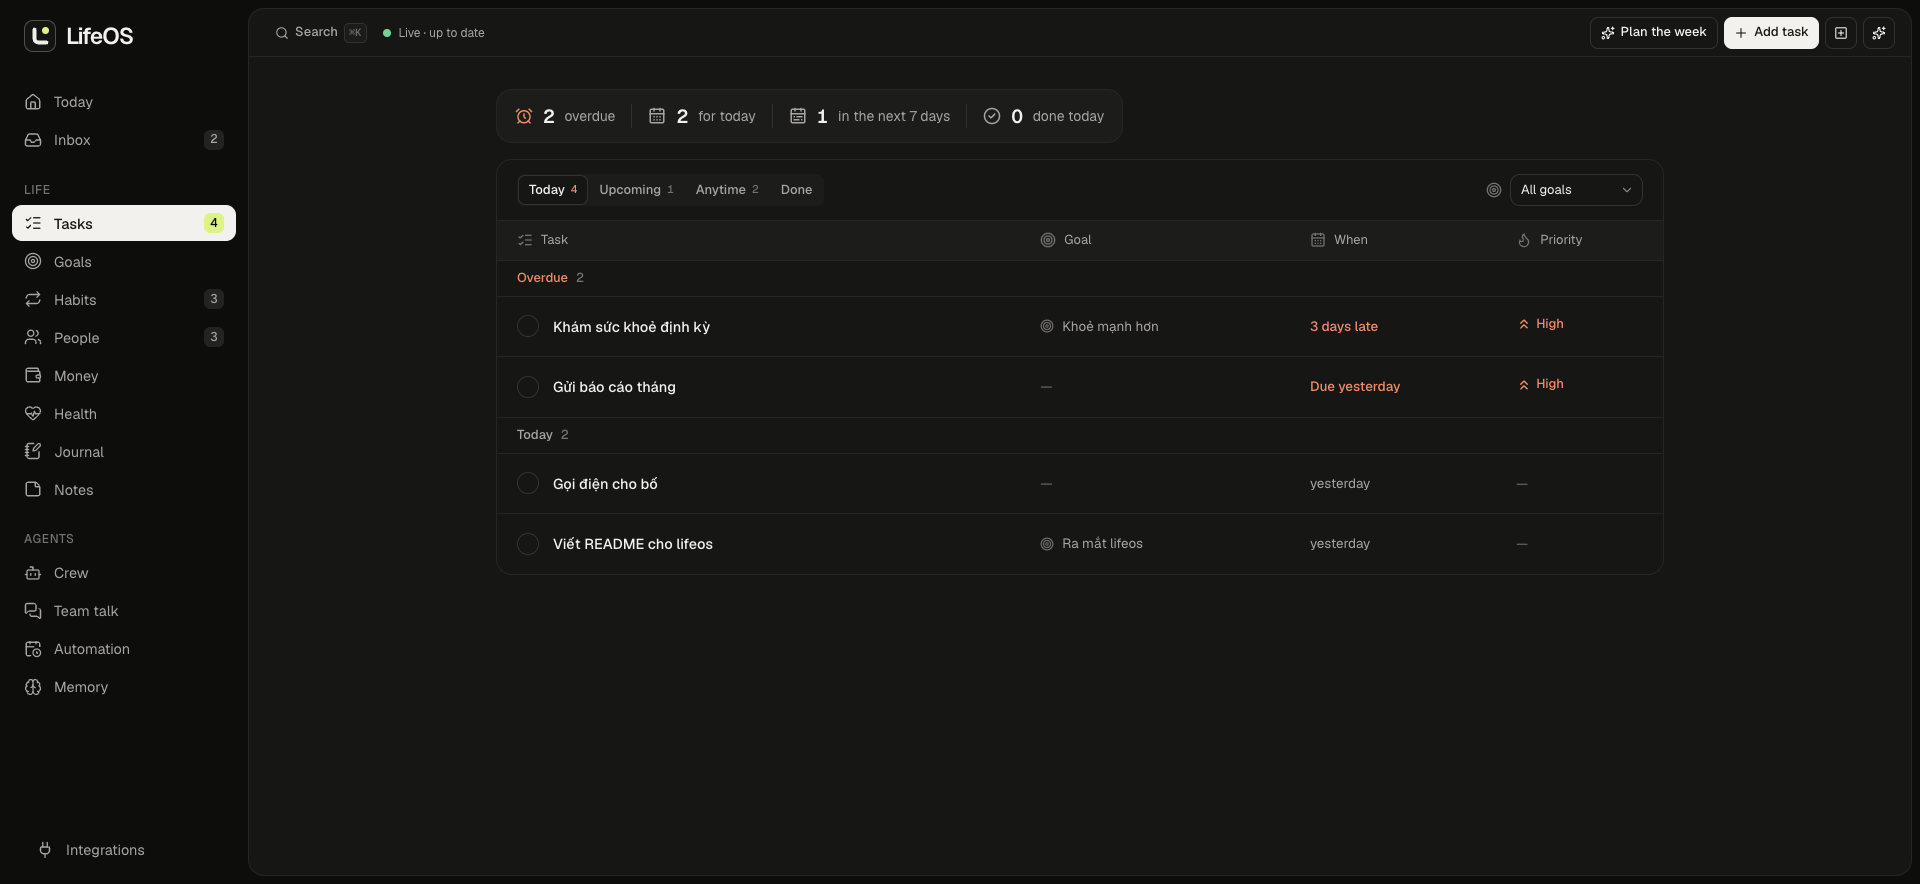 LifeOS
Today
Inbox 2
LIFE
Tasks 4
Goals
Habits 3
People 3
Money
Health
Journal
Notes
AGENTS
Crew
Team talk
Automation
Memory
Integrations
Search ⌘K Live · up to date Plan the week Add task
2 overdue 2 for today 1 in the next 7 days 0 done today
Today 4 Upcoming 1 Anytime 2 Done All goals
Task Goal When Priority
Overdue 2
Khám sức khoẻ định kỳ Khoẻ mạnh hơn 3 days late High
Gửi báo cáo tháng — Due yesterday High
Today 2
Gọi điện cho bố — yesterday —
Viết README cho lifeos Ra mắt lifeos yesterday —